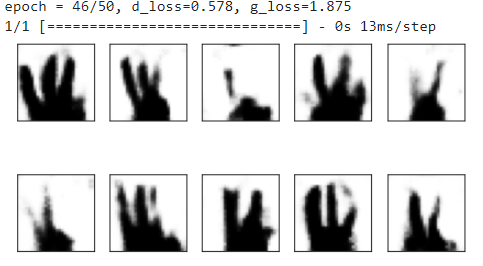 epoch = 46/50, d_loss=0.578, g_loss=1.875
1/1 [==============================] - 0s 13ms/step